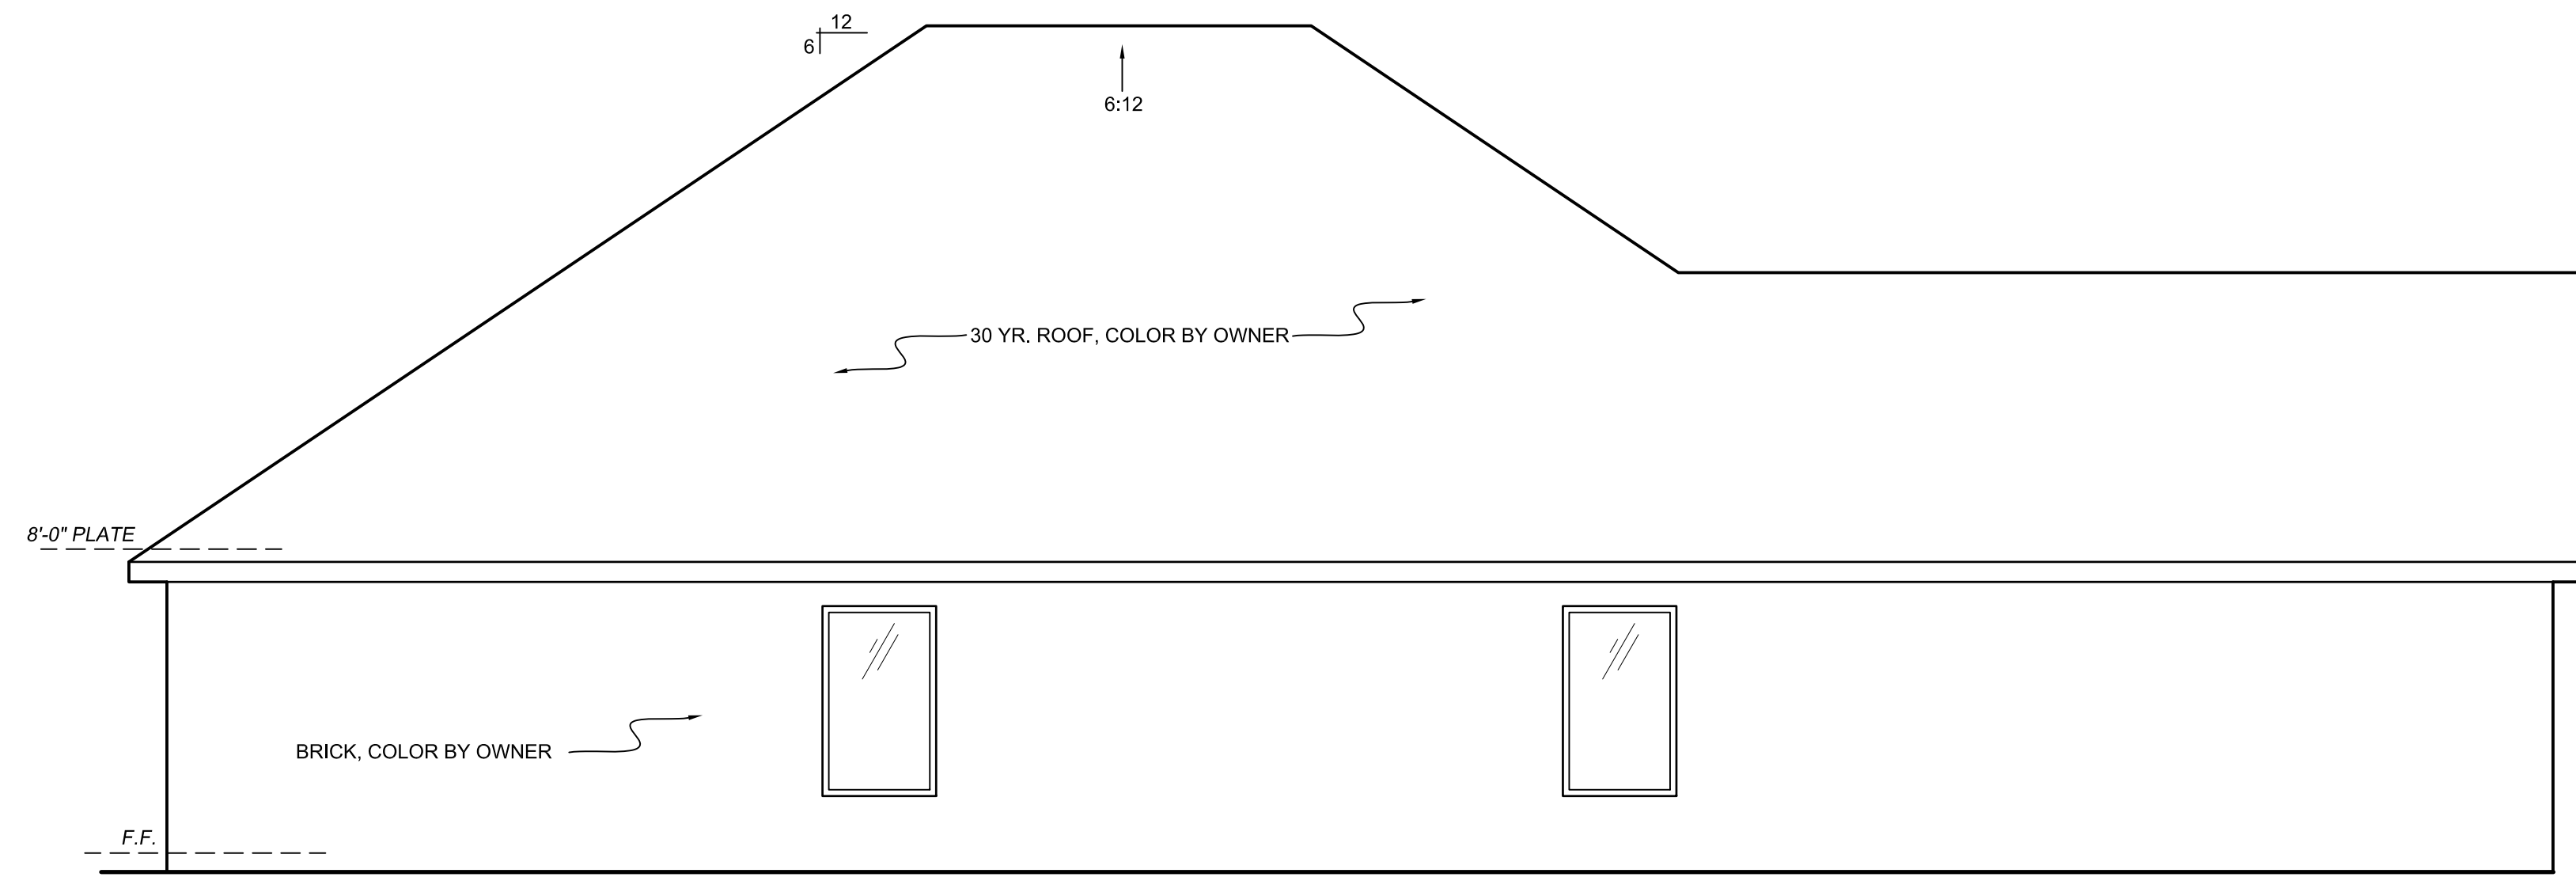 12
6
6:12
30 YR. ROOF, COLOR BY OWNER
8'-0" PLATE
BRICK, COLOR BY OWNER
F.F.